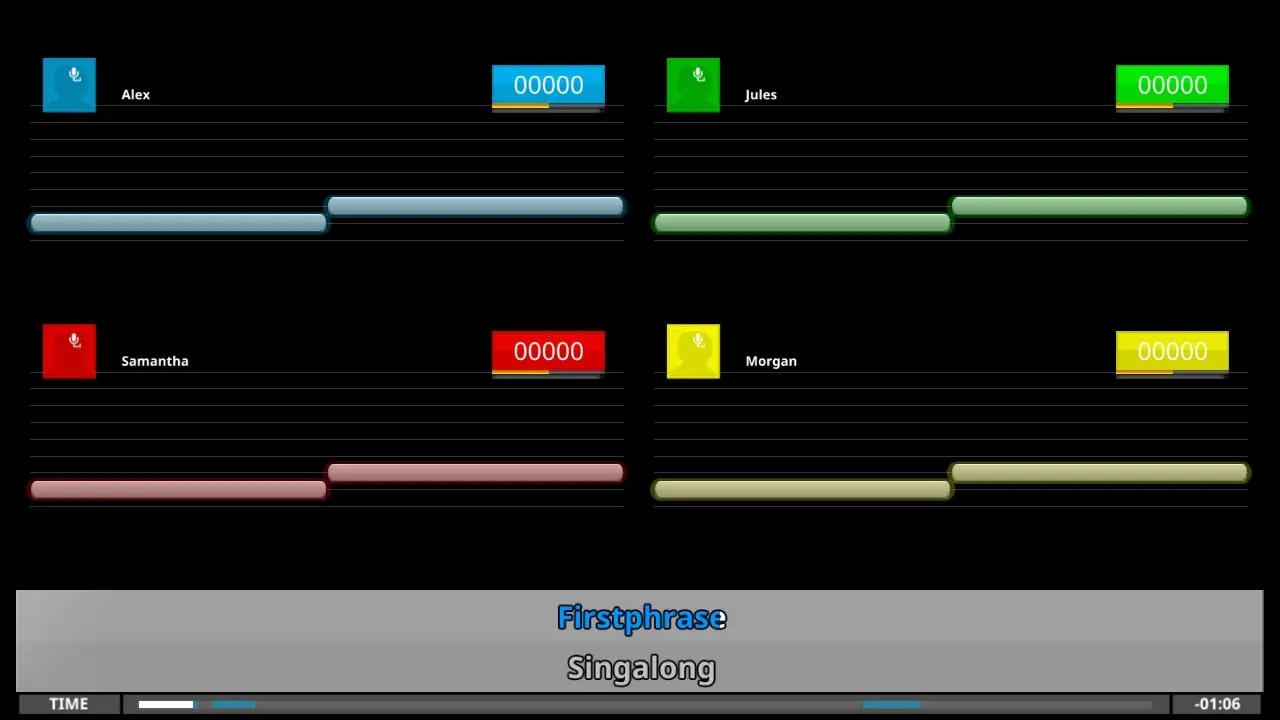 Alex
00000
Jules
00000
Samantha
00000
Morgan
00000
Firstphrase
Singalong
TIME
-01:06